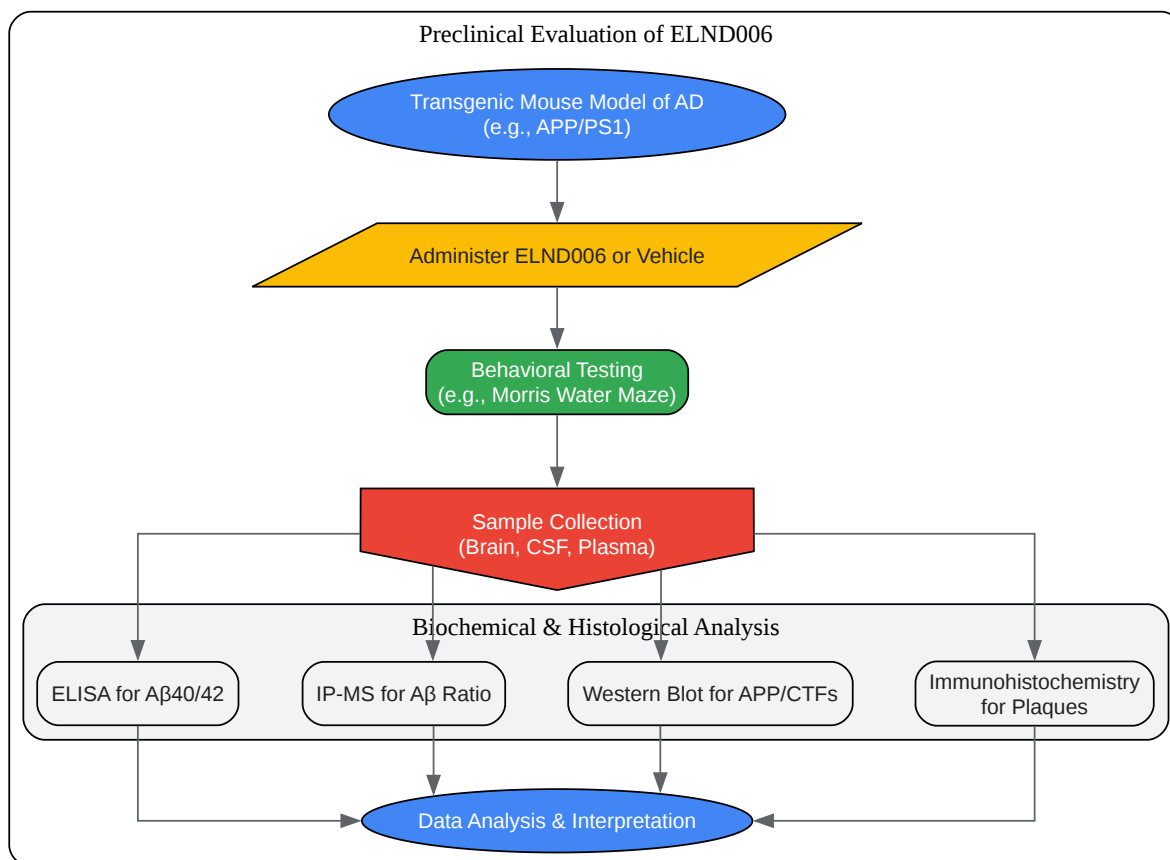 Preclinical Evaluation of ELND006
Transgenic Mouse Model of AD
(e.g., APP/PS1)
Administer ELND006 or Vehicle
Behavioral Testing
(e.g., Morris Water Maze)
Sample Collection
(Brain, CSF, Plasma)
Biochemical & Histological Analysis
ELISA for Aβ40/42
IP-MS for Aβ Ratio
Western Blot for APP/CTFs
Immunohistochemistry
for Plaques
Data Analysis & Interpretation